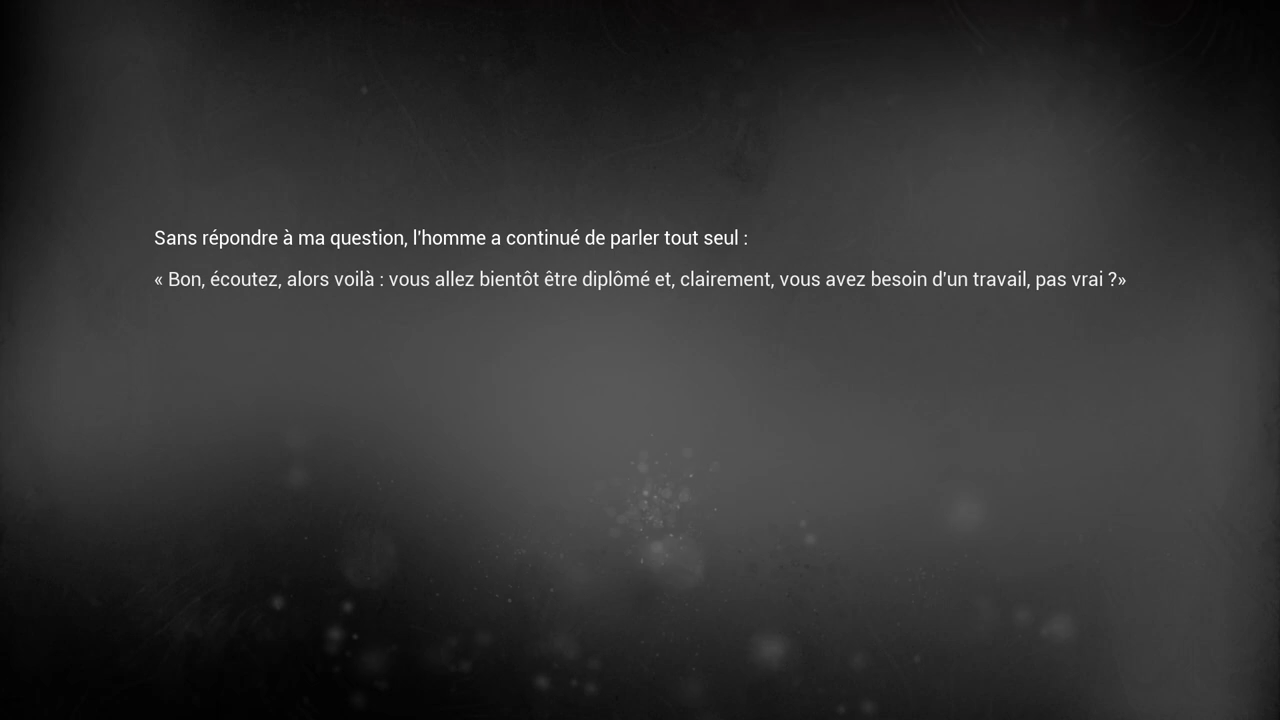 Sans répondre à ma question, l'homme a continué de parler tout seul :
« Bon, écoutez, alors voilà : vous allez bientôt être diplômé et, clairement, vous avez besoin d'un travail, pas vrai ?»